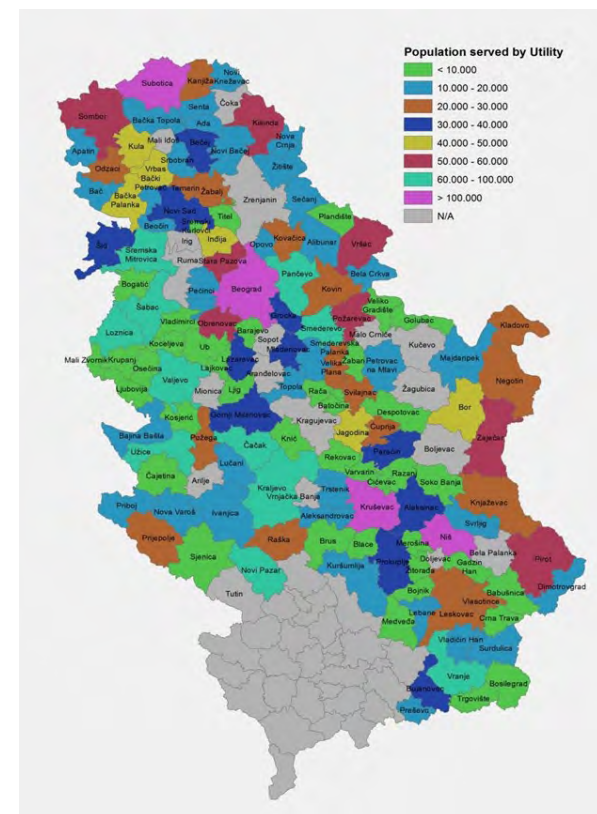 Population served by Utility
< 10.000
10.000 - 20.000
20.000 - 30.000
30.000 - 40.000
40.000 - 50.000
50.000 - 60.000
60.000 - 100.000
> 100.000
N/A
Novi
Subotica
Kanjiža
Kneževac
Čoka
Senta
Sombor
Bačka Topola
Ada
Kikinda
Mali Iđoš
Bečej
Nova
Crnja
Apatin
Kula
Novi Bečej
Srbobran
Vrbas
Žitište
Odzaci
Bački
Petrovac
Temerin
Žabalj
Bač
Bačka
Palanka
Zrenjanin
Sečanj
Novi Sad
Titel
Plandište
Beočin
Karlovci
Šid
Irig
Inđija
Opovo
Kovačica
Alibunar
Vršac
Sremska
Mitrovica
Ruma
Stara Pazova
Pančevo
Bela Crkva
Bogatić
Pećinci
Beograd
Kovin
Šabac
Veliko
Gradište
Vladimirci
Obrenovac
Grocka
Požarevac
Golubac
Kladovo
Loznica
Barajevo
Smederevo
Malo Crniće
Koceljeva
Ub
Sopot
Smederevska
Palanka
Kučevo
Majdanpek
Mali Zvornik
Krupanj
Osečina
Lazarevac
Mladenovac
Lajkovac
Velika
Plana
Žabari
Petrovac
na Mlavi
Negotin
Ljubovija
Valjevo
Mionica
Ljig
Aranđelovac
Topola
Rača
Svilajnac
Žagubica
Bor
Kosjerić
Gornji Milanovac
Batočina
Despotovac
Kragujevac
Bajina Bašta
Požega
Jagodina
Ćuprija
Zaječar
Čačak
Knić
Užice
Lučani
Rekovac
Paraćin
Boljevac
Čajetina
Arilje
Varvarin
Ražanj
Kraljevo
Ćićevac
Soko Banja
Vrnjačka Banja
Trstenik
Knjaževac
Priboj
Nova Varoš
Ivanjica
Kruševac
Aleksinac
Aleksandrovac
Svrljig
Prijepolje
Raška
Brus
Blace
Merošina
Niš
Bela Palanka
Sjenica
Pirot
Novi Pazar
Kuršumlija
Prokuplje
Doljevac
Gadzin
Han
Žitorađa
Dimotrovgrad
Tutin
Bojnik
Babušnica
Vlasotince
Lebane
Leskovac
Crna Trava
Medveđa
Vladičin Han
Surdulica
Vranje
Bujanovac
Bosilegrad
Trgovište
Preševo